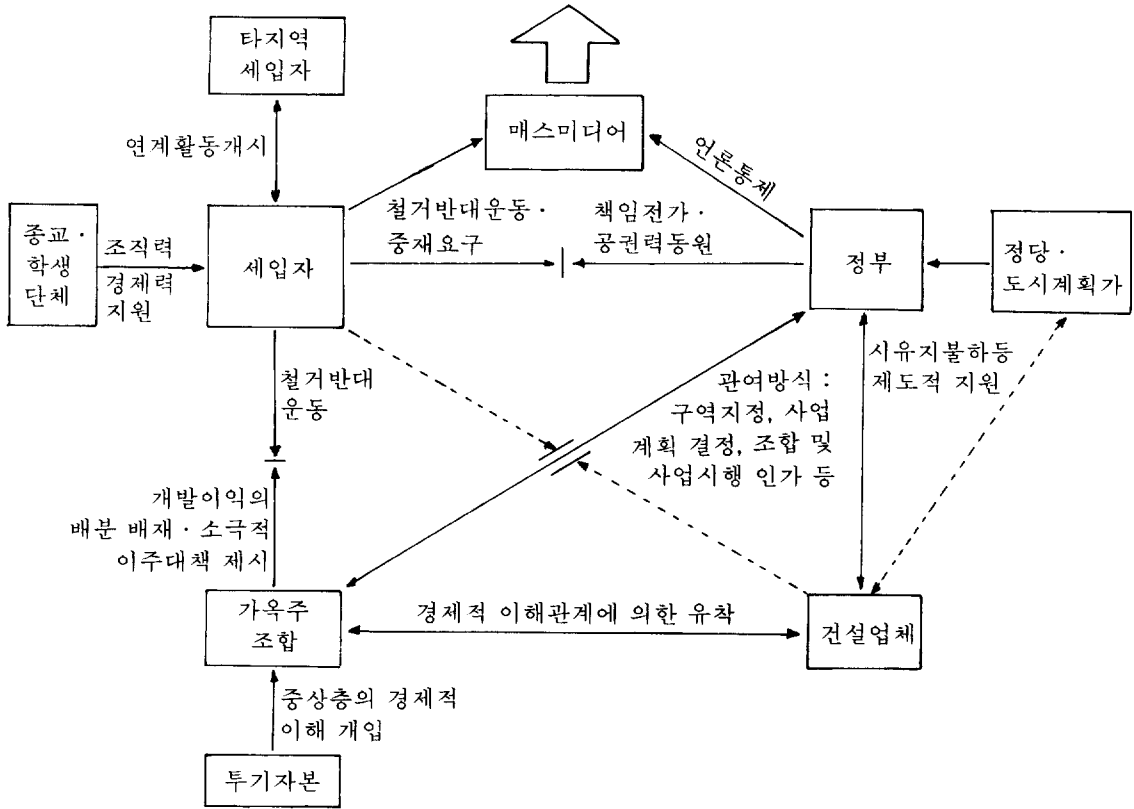 타지역
세입자
매스미디어
연계활동개시
언론통제
종교·
학생
단체
조직력
경제력
지원
세입자
철거반대운동·
중재요구
책임전가·
공권력동원
정부
정당·
도시계획가
철거반대
운동
관여방식 :
구역지정, 사업
계획 결정, 조합 및
사업시행 인가 등
시유지불하등
제도적 지원
개발이익의
배분 배재·소극적
이주대책 제시
가옥주
조합
경제적 이해관계에 의한 유착
건설업체
중상층의 경제적
이해 개입
투기자본